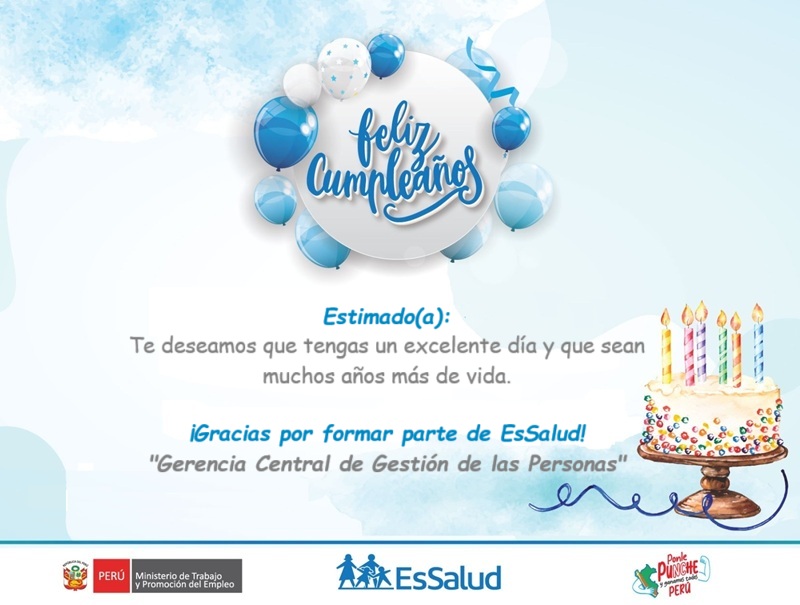 feliz
Cumpleaños
Estimado(a):
Te deseamos que tengas un excelente día y que sean
muchos años más de vida.
¡Gracias por formar parte de EsSalud!
"Gerencia Central de Gestión de las Personas"
PERÚ
Ministerio de Trabajo
y Promoción del Empleo
EsSalud
Ponle
PUNCHE
y ganamos todos
PERÚ